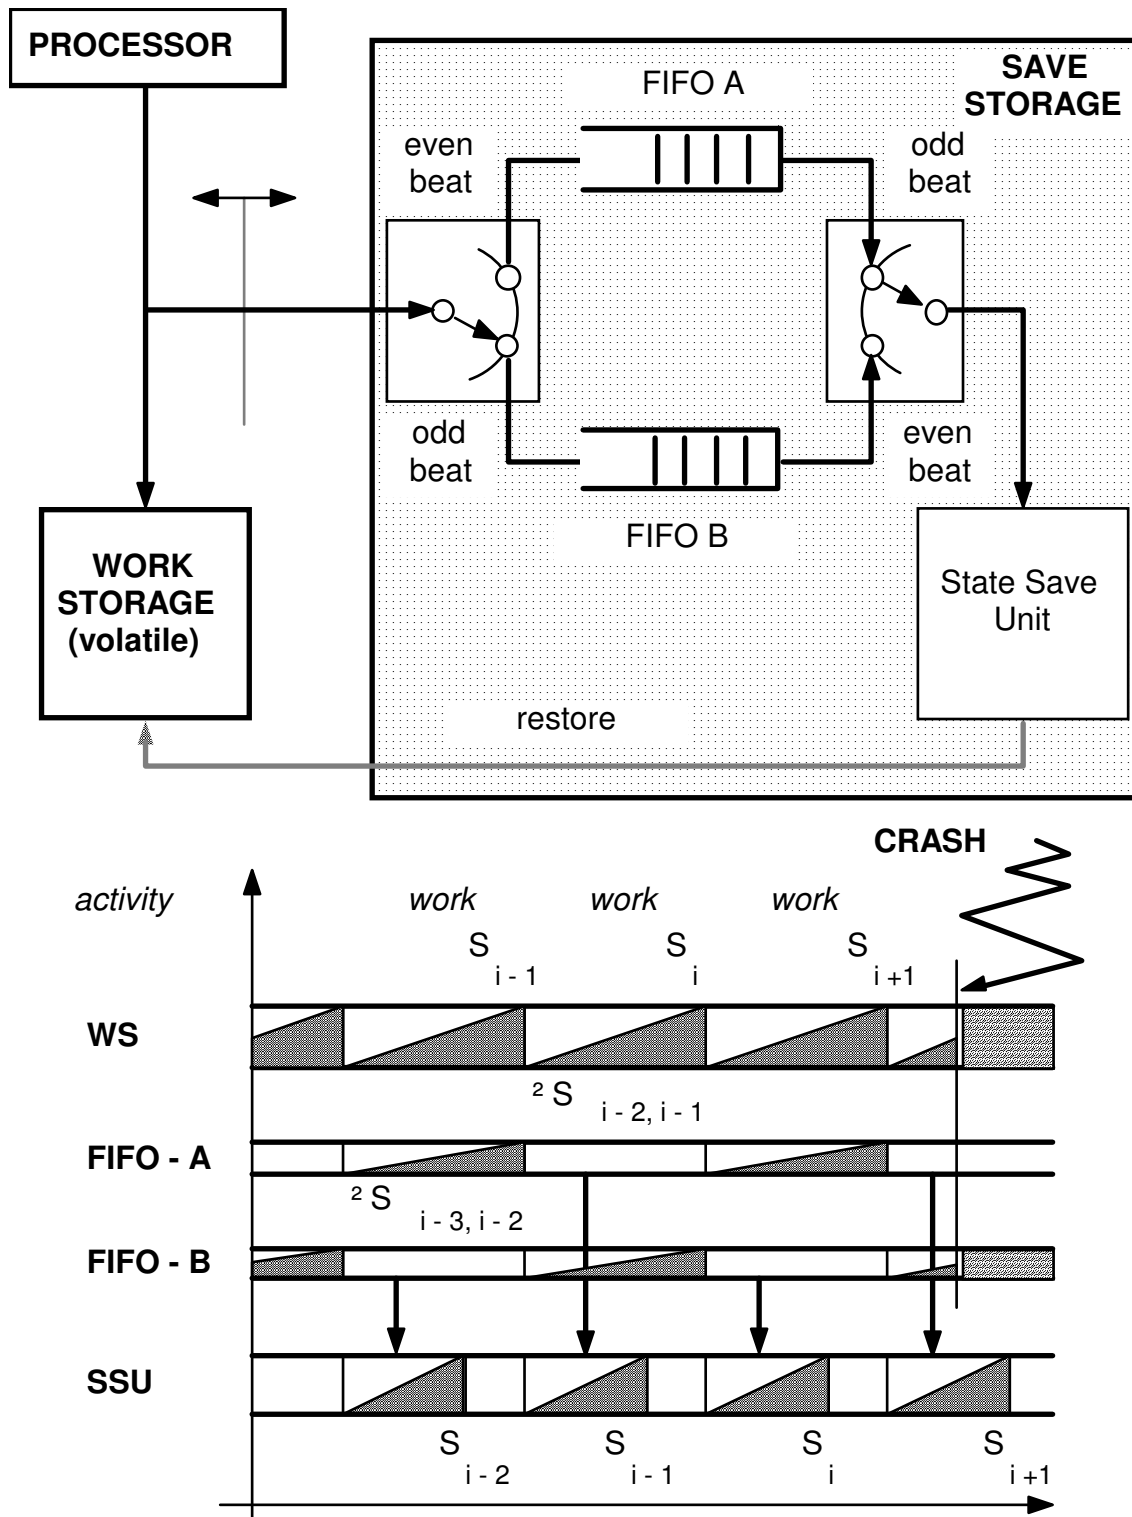 PROCESSOR
SAVE
STORAGE
FIFO A
even
beat
odd
beat
odd
beat
even
beat
FIFO B
WORK
STORAGE
(volatile)
State Save
Unit
restore
CRASH
activity
work
work
work
S i - 1
S i
S i +1
WS
² S i - 2, i - 1
FIFO - A
² S i - 3, i - 2
FIFO - B
SSU
S i - 2
S i - 1
S i
S i +1